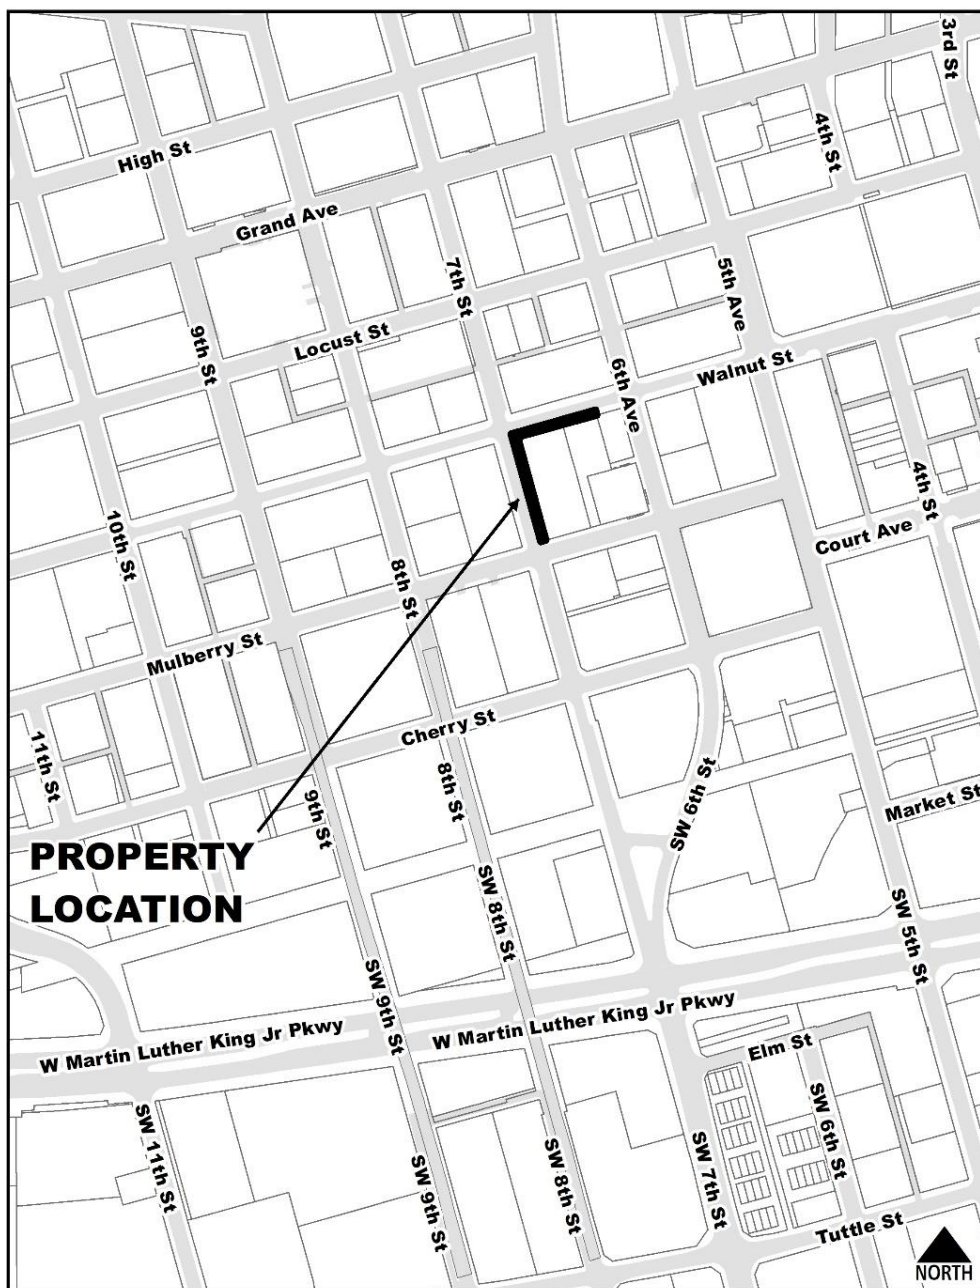 3rd St
4th St
High St
Grand Ave
7th St
5th Ave
9th St
Locust St
Walnut St
6th Ave
4th St
10th St
Court Ave
8th St
Mulberry St
Cherry St
11th St
8th St
9th St
SW 6th St
Market St
PROPERTY
LOCATION
SW 8th St
SW 5th St
SW 9th St
W Martin Luther King Jr Pkwy
W Martin Luther King Jr Pkwy
Elm St
SW 6th St
SW 11th St
SW 9th St
SW 8th St
SW 7th St
Tuttle St
NORTH